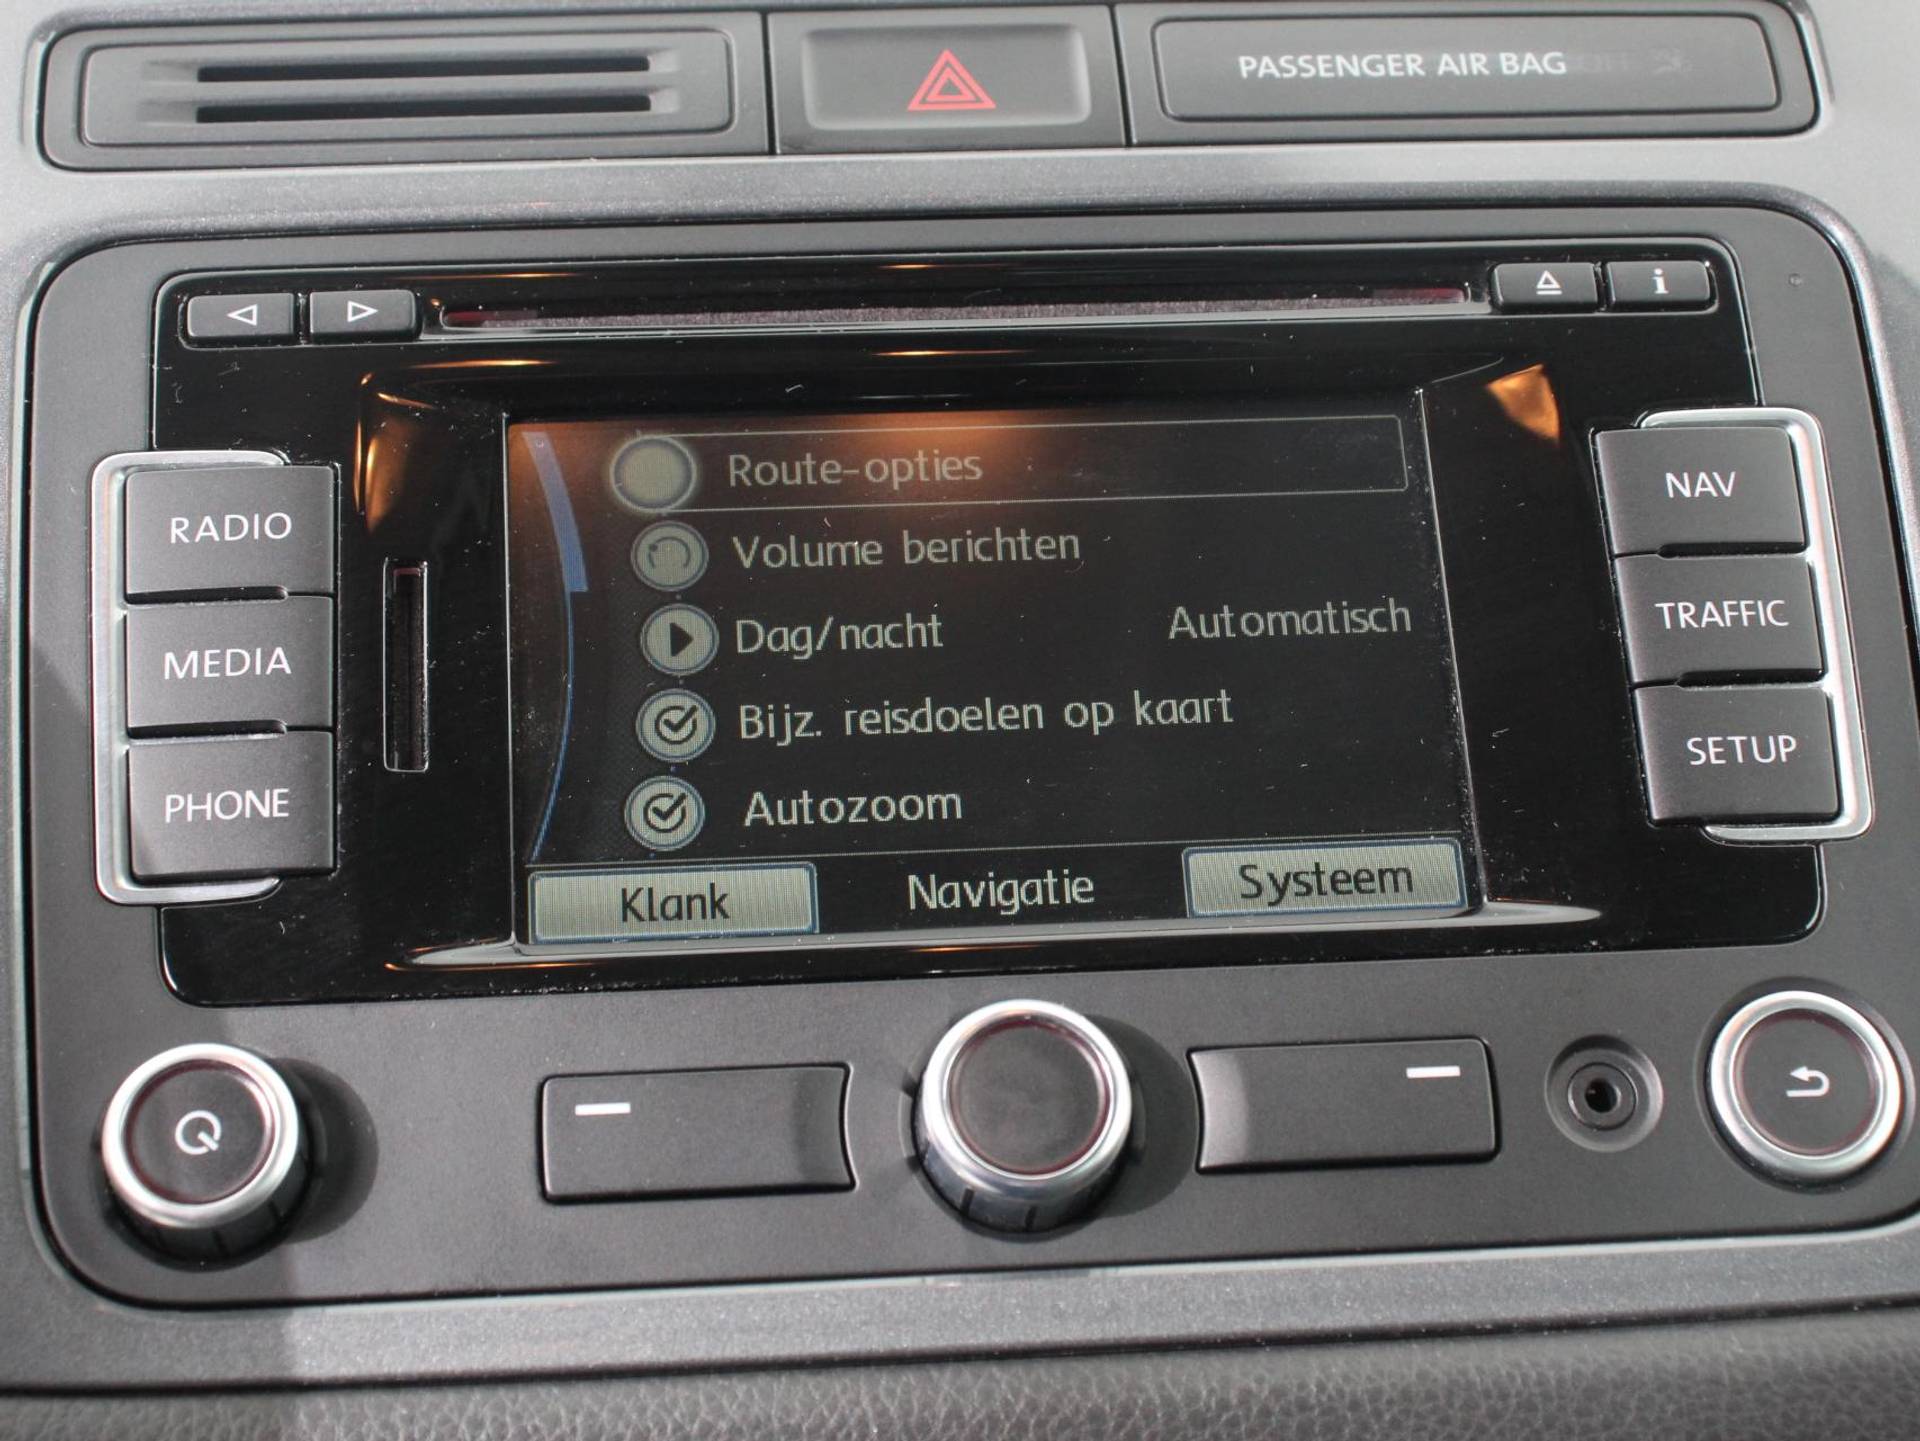 PASSENGER AIR BAG
RADIO
MEDIA
PHONE
Route-opties
Volume berichten
Dag/nacht Automatisch
Bijz. reisdoelen op kaart
Autozoom
Klank Navigatie Systeem
NAV
TRAFFIC
SETUP